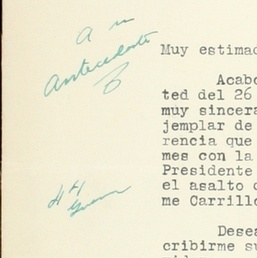 A
Antecedente
Muy estimad
Acabo
ted del 26
muy sincera
jemplar de
rencia que
mes con la
Presidente
el asalto d
me Carrillo
Desea
cribirme su